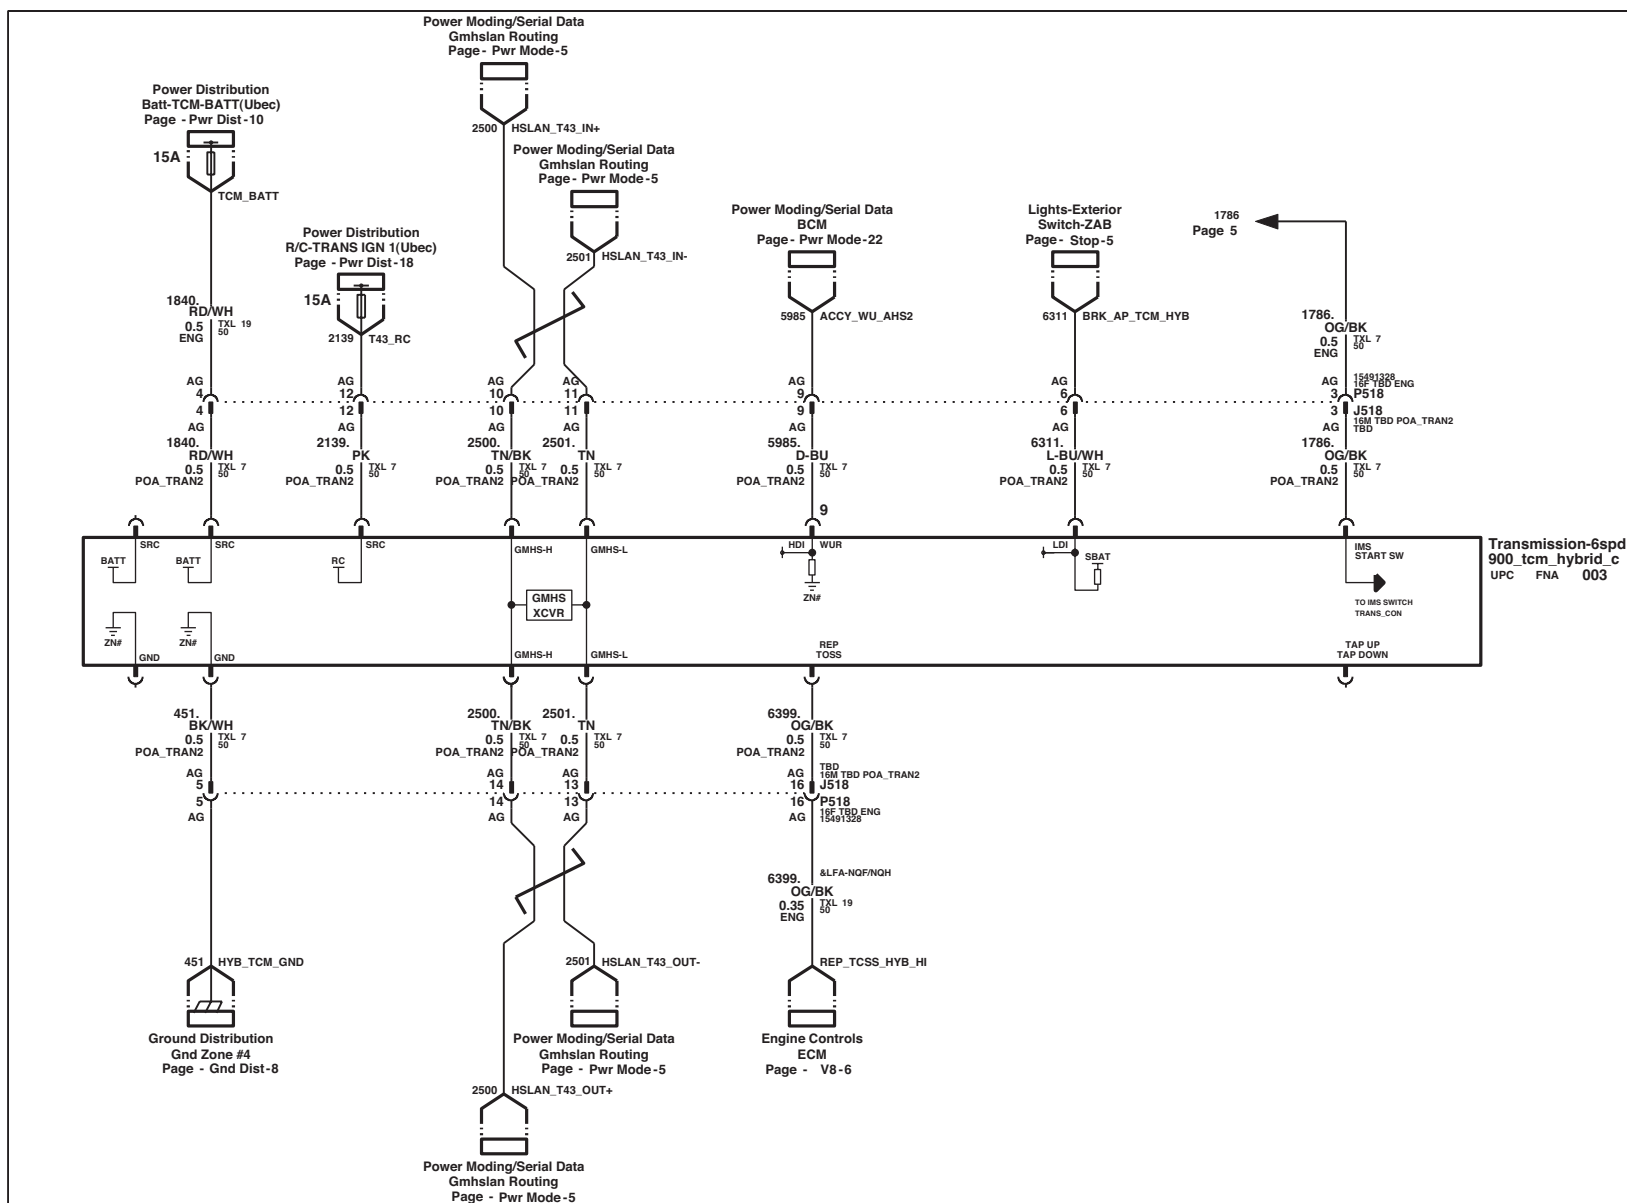 Power Moding/Serial Data
Gmhslan Routing
Page - Pwr Mode-5
2500 HSLAN_T43_IN+
Power Distribution
Batt-TCM-BATT(Ubec)
Page - Pwr Dist-10
15A
TCM_BATT
Power Moding/Serial Data
Gmhslan Routing
Page - Pwr Mode-5
2501 HSLAN_T43_IN-
Power Distribution
R/C-TRANS IGN 1(Ubec)
Page - Pwr Dist-18
15A
2139 T43_RC
Power Moding/Serial Data
BCM
Page - Pwr Mode-22
5985 ACCY_WU_AHS2
Lights-Exterior
Switch-ZAB
Page - Stop-5
6311 BRK_AP_TCM_HYB
1786
Page 5
1840.
RD/WH
0.5 TXL 19
50
ENG
1786.
OG/BK
0.5 TXL 7
50
ENG
AG AG AG AG AG AG AG 15491328
16F TBD ENG
4 12 10 11 9 6 3 P518
4 12 10 11 9 6 3 J518
16M TBD POA_TRAN2
AG AG AG AG AG AG AG TBD
1840. 2139. 2500. 2501. 5985. 6311. 1786.
RD/WH PK TN/BK TN D-BU L-BU/WH OG/BK
0.5 TXL 7 0.5 TXL 7 0.5 TXL 7 0.5 TXL 7 0.5 TXL 7 0.5 TXL 7 0.5 TXL 7
50 50 50 50 50 50 50
POA_TRAN2 POA_TRAN2 POA_TRAN2 POA_TRAN2 POA_TRAN2 POA_TRAN2 POA_TRAN2
9
SRC SRC SRC GMHS-H GMHS-L HDI WUR LDI IMS
START SW
BATT BATT RC SBAT
ZN#
GMHS
XCVR
TO IMS SWITCH
TRANS_CON
ZN# ZN#
GND GND GMHS-H GMHS-L REP
TOSS
TAP UP
TAP DOWN
Transmission-6spd
900_tcm_hybrid_c
UPC FNA 003
451. 2500. 2501. 6399.
BK/WH TN/BK TN OG/BK
0.5 TXL 7 0.5 TXL 7 0.5 TXL 7 0.5 TXL 7
50 50 50 50
POA_TRAN2 POA_TRAN2 POA_TRAN2 POA_TRAN2
TBD
AG AG AG AG 16M TBD POA_TRAN2
5 14 13 16 J518
5 14 13 16 P518
16F TBD ENG
AG AG AG AG 15491328
&LFA-NQF/NQH
6399.
OG/BK
0.35 TXL 19
50
ENG
451 HYB_TCM_GND
2501 HSLAN_T43_OUT-
REP_TCSS_HYB_HI
Ground Distribution
Gnd Zone #4
Page - Gnd Dist-8
Power Moding/Serial Data
Gmhslan Routing
Page - Pwr Mode-5
Engine Controls
ECM
Page - V8-6
2500 HSLAN_T43_OUT+
Power Moding/Serial Data
Gmhslan Routing
Page - Pwr Mode-5